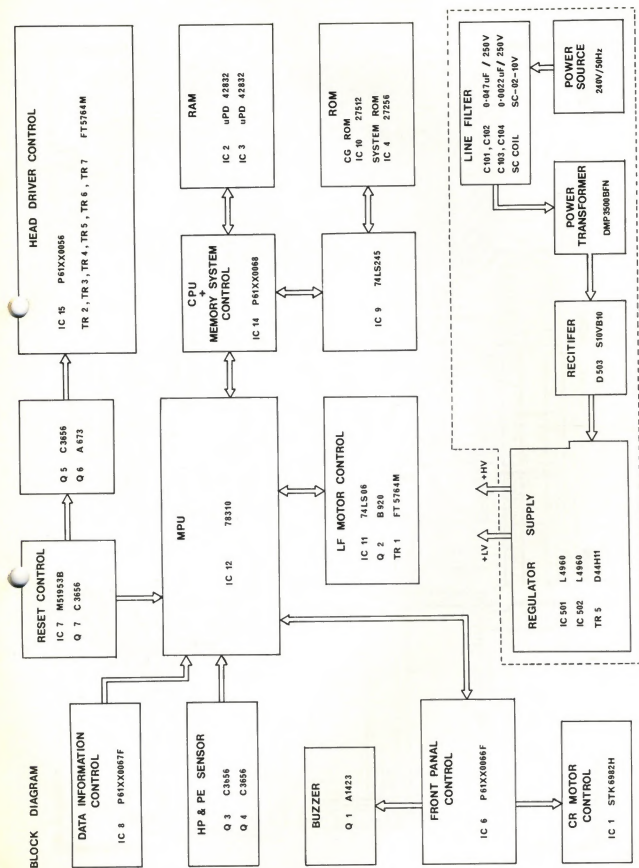 BLOCK DIAGRAM
DATA INFORMATION
CONTROL
IC 8 P61XX0067F
HP & PE SENSOR
Q 3 C3656
Q 4 C3656
BUZZER
Q 1 A1423
FRONT PANAL
CONTROL
IC 6 P61XX0066F
CR MOTOR
CONTROL
IC 1 STK6982H
RESET CONTROL
IC 7 M51953B
Q 7 C3656
Q 5 C3656
Q 6 A673
MPU
IC 12 78310
LF MOTOR CONTROL
IC 11 74LS06
Q 2 B920
TR 1 FT5764M
HEAD DRIVER CONTROL
IC 15 P61XX0056
TR 2, TR 3, TR 4, TR 5, TR 6, TR 7 FT5764M
CPU
+
MEMORY SYSTEM
CONTROL
IC 14 P61XX0068
RAM
IC 2 uPD 42832
IC 3 uPD 42832
IC 9 74LS245
ROM
CG ROM
IC 10 27512
SYSTEM ROM
IC 4 27256
+LV
+HV
REGULATOR SUPPLY
IC 501 L4960
IC 502 L4960
TR 5 D44H11
RECITIFER
D 503 S10VB10
POWER
TRANSFORMER
DMP3500BFN
LINE FILTER
C101, C102 0·047uF / 250V
C103, C104 0·0022uF / 250V
SC COIL SC-02-10V
POWER
SOURCE
240V/50Hz